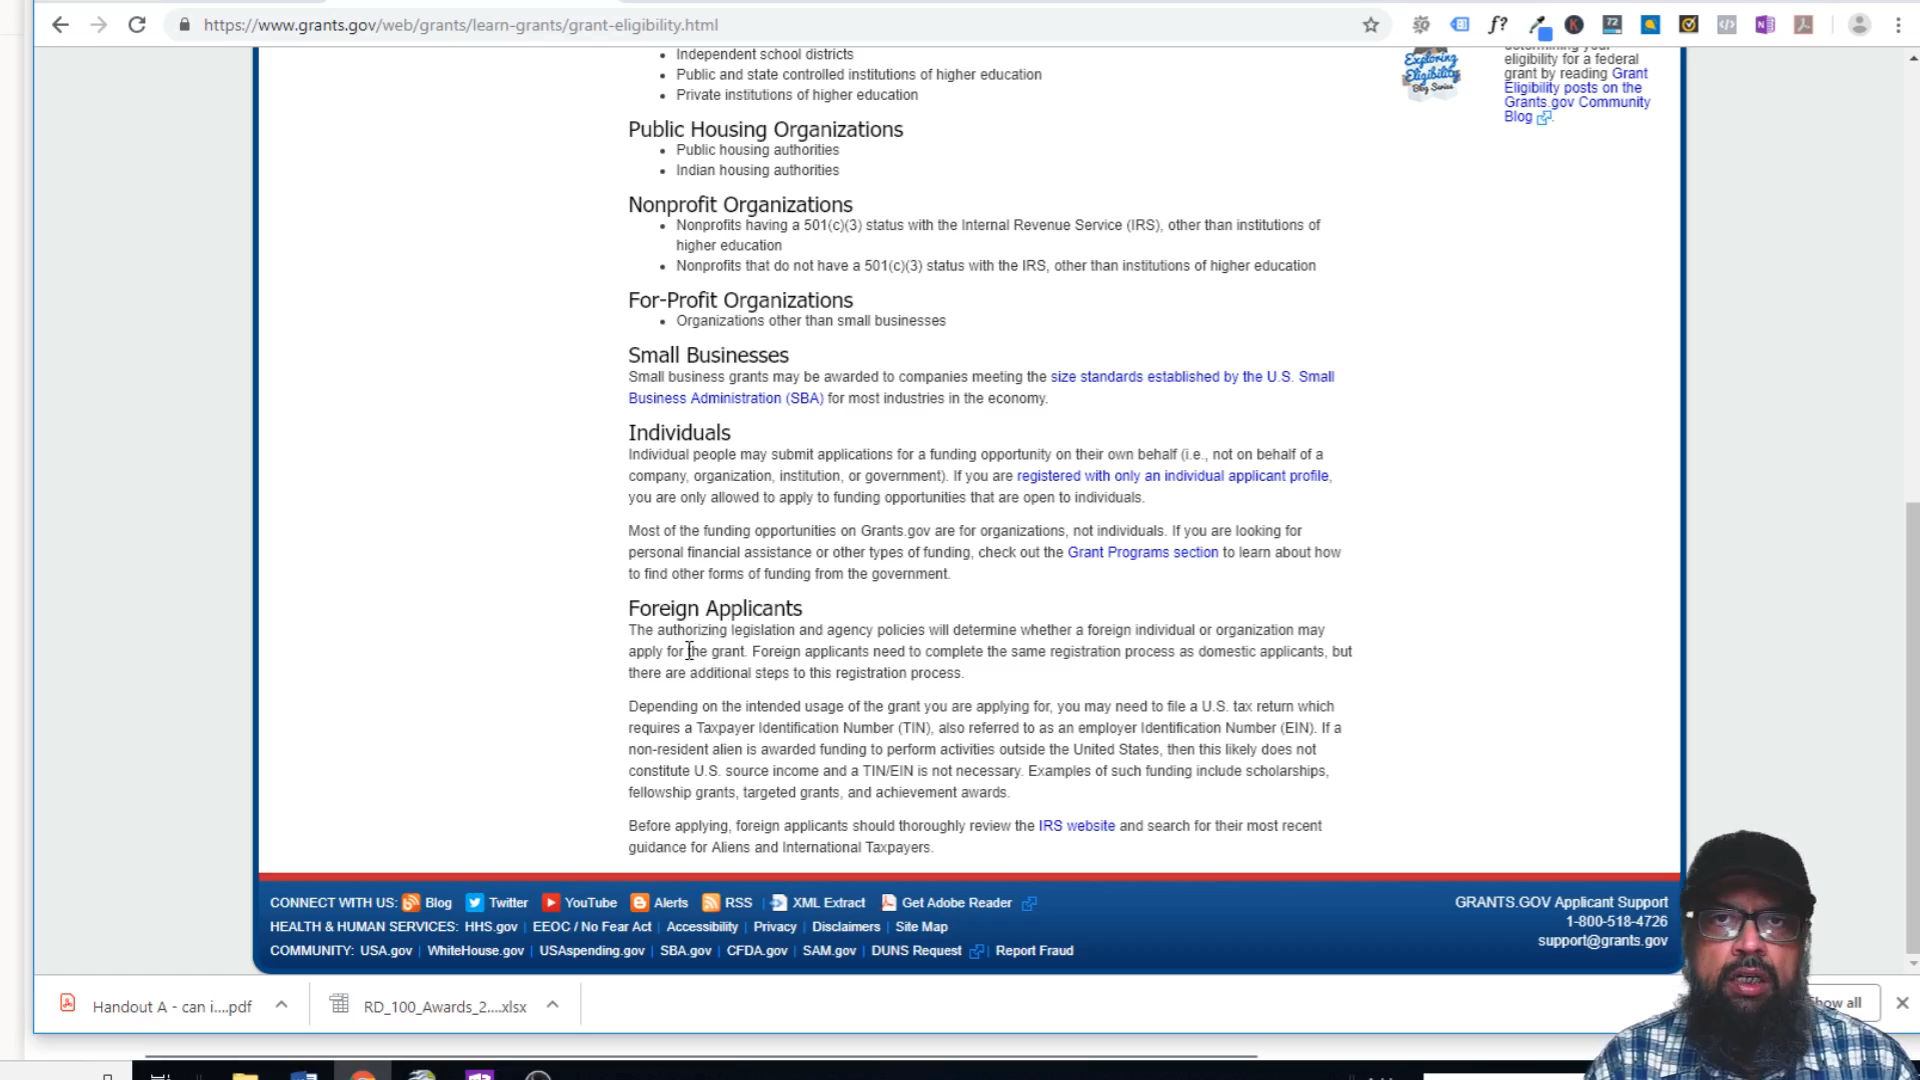 https://www.grants.gov/web/grants/learn-grants/grant-eligibility.html
Independent school districts
Public and state controlled institutions of higher education
Private institutions of higher education
Public Housing Organizations
Public housing authorities
Indian housing authorities
Nonprofit Organizations
Nonprofits having a 501(c)(3) status with the Internal Revenue Service (IRS), other than institutions of
higher education
Nonprofits that do not have a 501(c)(3) status with the IRS, other than institutions of higher education
For-Profit Organizations
Organizations other than small businesses
Small Businesses
Small business grants may be awarded to companies meeting the size standards established by the U.S. Small
Business Administration (SBA) for most industries in the economy.
Individuals
Individual people may submit applications for a funding opportunity on their own behalf (i.e., not on behalf of a
company, organization, institution, or government). If you are registered with only an individual applicant profile,
you are only allowed to apply to funding opportunities that are open to individuals.
Most of the funding opportunities on Grants.gov are for organizations, not individuals. If you are looking for
personal financial assistance or other types of funding, check out the Grant Programs section to learn about how
to find other forms of funding from the government.
Foreign Applicants
The authorizing legislation and agency policies will determine whether a foreign individual or organization may
apply for the grant. Foreign applicants need to complete the same registration process as domestic applicants, but
there are additional steps to this registration process.
Depending on the intended usage of the grant you are applying for, you may need to file a U.S. tax return which
requires a Taxpayer Identification Number (TIN), also referred to as an employer Identification Number (EIN). If a
non-resident alien is awarded funding to perform activities outside the United States, then this likely does not
constitute U.S. source income and a TIN/EIN is not necessary. Examples of such funding include scholarships,
fellowship grants, targeted grants, and achievement awards.
Before applying, foreign applicants should thoroughly review the IRS website and search for their most recent
guidance for Aliens and International Taxpayers.
Exploring
Eligibility
Blog Series
determining your
eligibility for a federal
grant by reading Grant
Eligibility posts on the
Grants.gov Community
Blog
CONNECT WITH US: Blog Twitter YouTube Alerts RSS | XML Extract Get Adobe Reader
HEALTH & HUMAN SERVICES: HHS.gov | EEOC / No Fear Act | Accessibility | Privacy | Disclaimers | Site Map
COMMUNITY: USA.gov | WhiteHouse.gov | USAspending.gov | SBA.gov | CFDA.gov | SAM.gov | DUNS Request | Report Fraud
GRANTS.GOV Applicant Support
1-800-518-4726
support@grants.gov
Handout A - can i....pdf
RD_100_Awards_2....xlsx
Show all